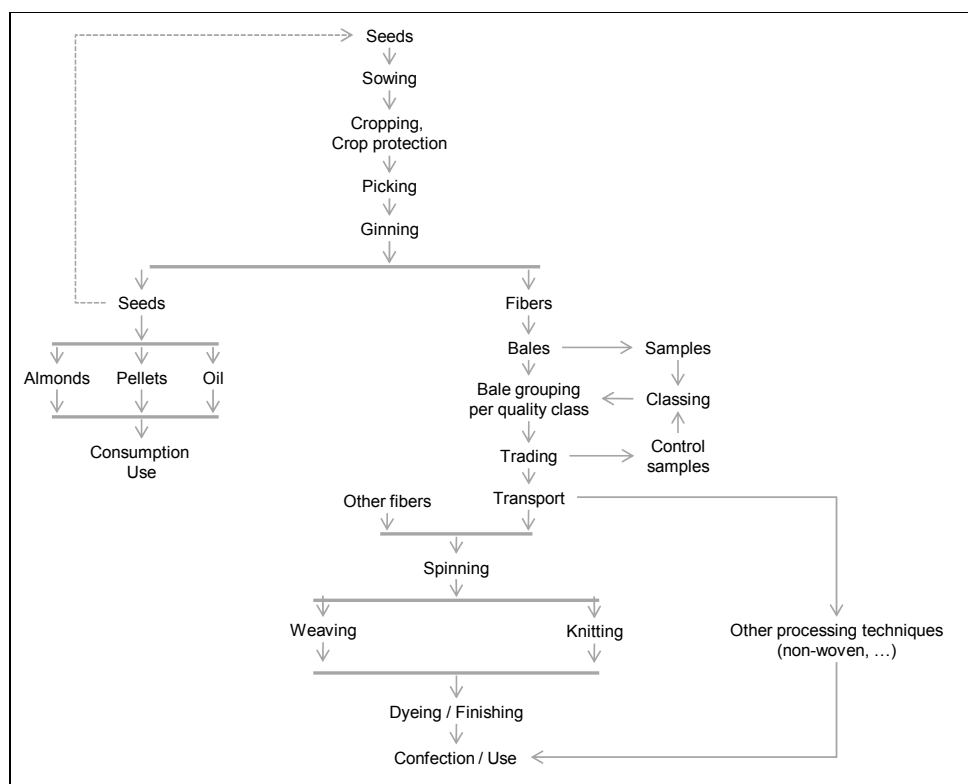 Seeds
Sowing
Cropping,
Crop protection
Picking
Ginning
Seeds
Fibers
Bales
Samples
Almonds
Pellets
Oil
Bale grouping
per quality class
Classing
Consumption
Use
Trading
Control
samples
Other fibers
Transport
Spinning
Weaving
Knitting
Other processing techniques
(non-woven, …)
Dyeing / Finishing
Confection / Use